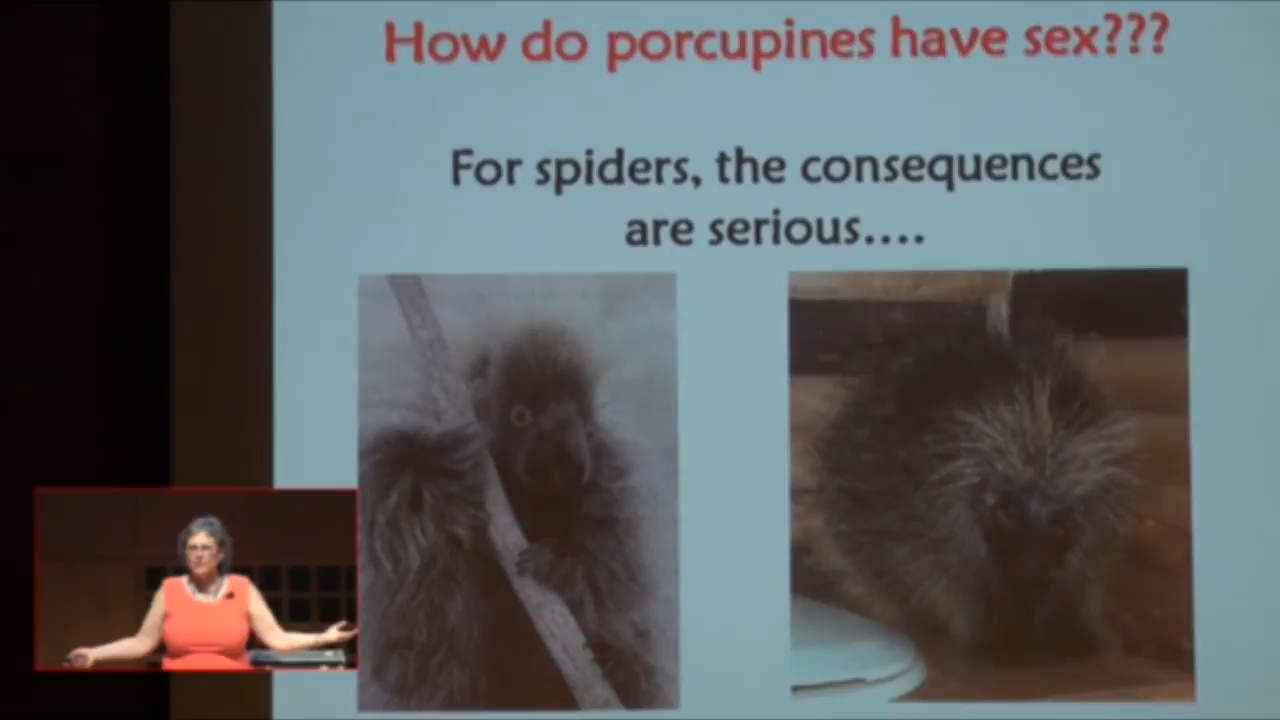 How do porcupines have sex???
For spiders, the consequences
are serious....